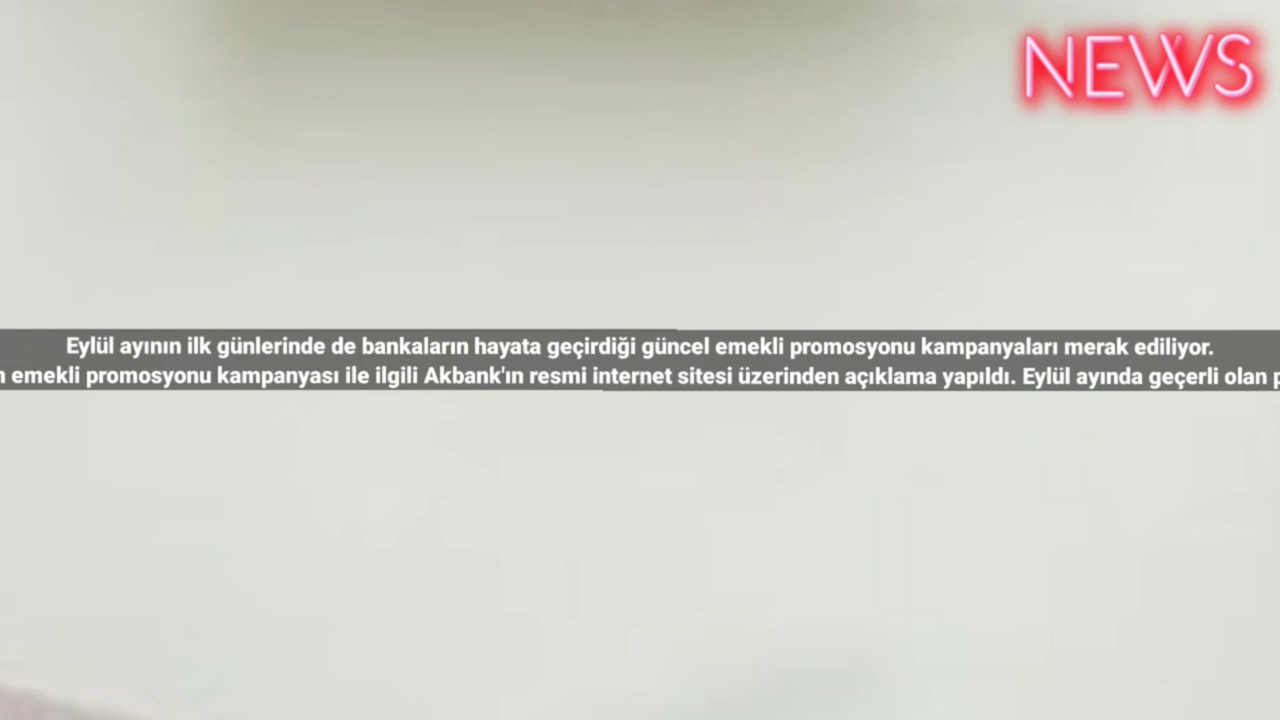 NEWS
Eylül ayının ilk günlerinde de bankaların hayata geçirdiği güncel emekli promosyonu kampanyaları merak ediliyor.
emekli promosyonu kampanyası ile ilgili Akbank'ın resmi internet sitesi üzerinden açıklama yapıldı. Eylül ayında geçerli olan